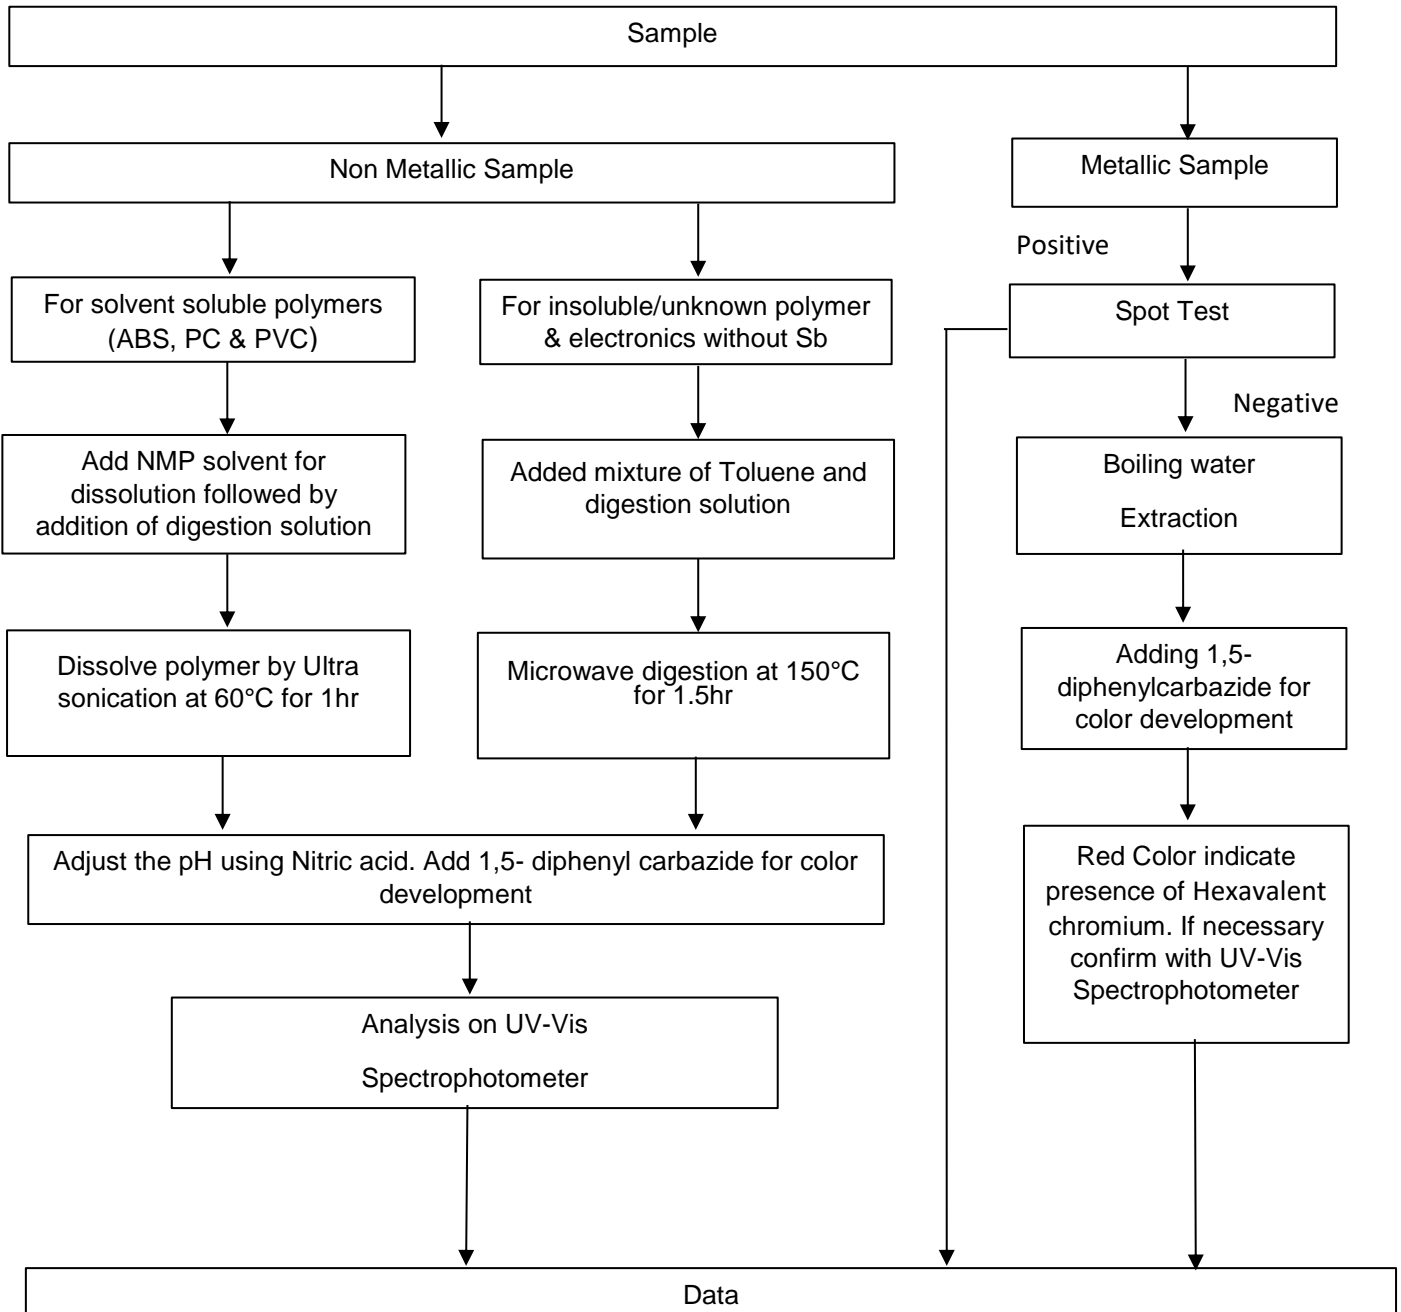 Sample
Non Metallic Sample
Metallic Sample
Positive
For solvent soluble polymers
(ABS, PC & PVC)
For insoluble/unknown polymer
& electronics without Sb
Spot Test
Negative
Add NMP solvent for
dissolution followed by
addition of digestion solution
Added mixture of Toluene and
digestion solution
Boiling water
Extraction
Dissolve polymer by Ultra
sonication at 60°C for 1hr
Microwave digestion at 150°C
for 1.5hr
Adding 1,5-
diphenylcarbazide for
color development
Adjust the pH using Nitric acid. Add 1,5- diphenyl carbazide for color
development
Red Color indicate
presence of Hexavalent
chromium. If necessary
confirm with UV-Vis
Spectrophotometer
Analysis on UV-Vis
Spectrophotometer
Data